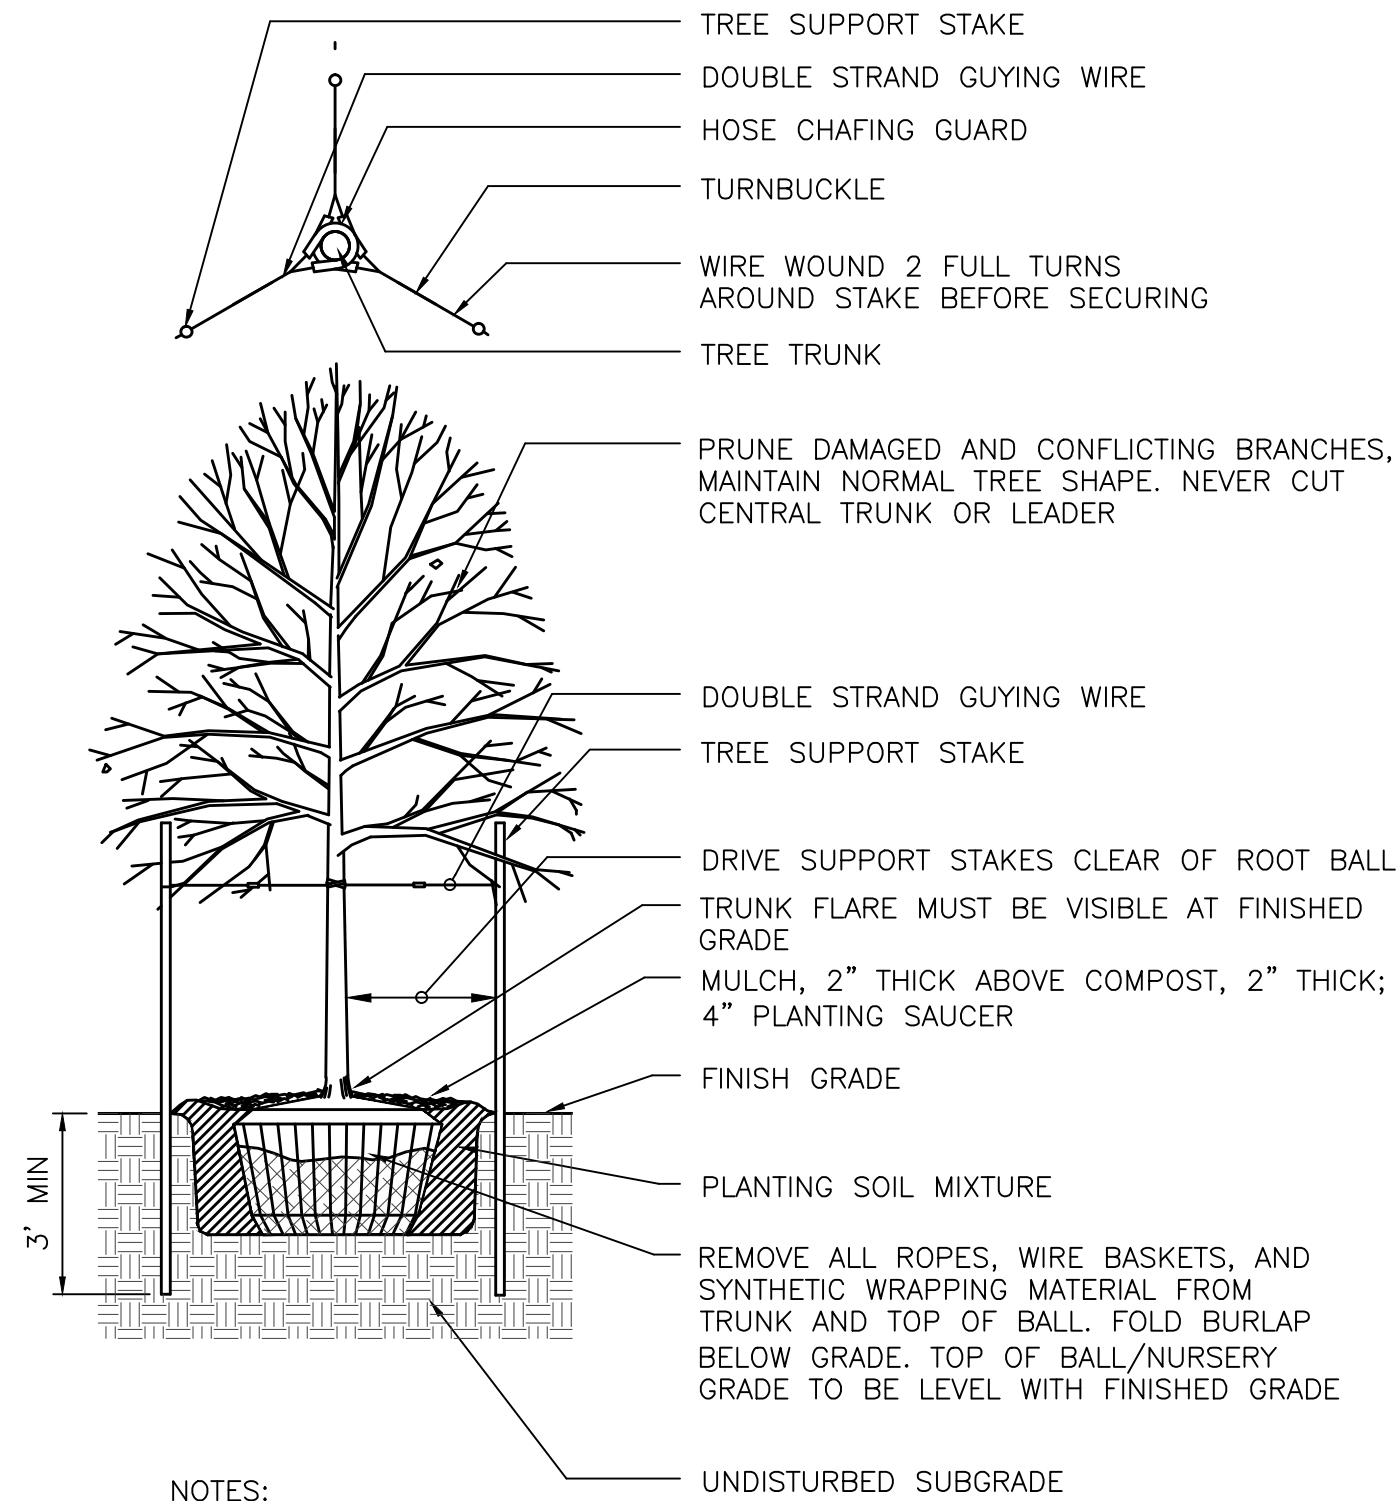 TREE SUPPORT STAKE
DOUBLE STRAND GUYING WIRE
HOSE CHAFING GUARD
TURNBUCKLE
WIRE WOUND 2 FULL TURNS
AROUND STAKE BEFORE SECURING
TREE TRUNK
PRUNE DAMAGED AND CONFLICTING BRANCHES,
MAINTAIN NORMAL TREE SHAPE. NEVER CUT
CENTRAL TRUNK OR LEADER
DOUBLE STRAND GUYING WIRE
TREE SUPPORT STAKE
DRIVE SUPPORT STAKES CLEAR OF ROOT BALL
TRUNK FLARE MUST BE VISIBLE AT FINISHED
GRADE
MULCH, 2” THICK ABOVE COMPOST, 2” THICK;
4” PLANTING SAUCER
FINISH GRADE
3’ MIN
PLANTING SOIL MIXTURE
REMOVE ALL ROPES, WIRE BASKETS, AND
SYNTHETIC WRAPPING MATERIAL FROM
TRUNK AND TOP OF BALL. FOLD BURLAP
BELOW GRADE. TOP OF BALL/NURSERY
GRADE TO BE LEVEL WITH FINISHED GRADE
UNDISTURBED SUBGRADE
NOTES: